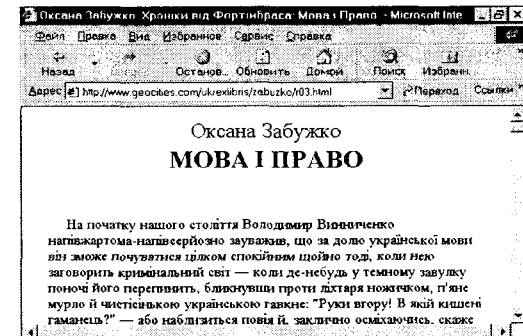 Оксана Забужко. Хроніки від Фортінбраса: Мова і Право. - Microsoft Inte
Файл Правка Вид Избранное Сервис Справка
Назад Останов... Обновить Домой Поиск Избранн...
Адрес http://www.geocities.com/ukrexlibris/zabuzko/r03.html Переход Ссылки
Оксана Забужко
МОВА І ПРАВО
На початку нашого століття Володимир Винниченко
напівжартома-напівсерйозно зауважив, що за долю української мови
він зможе почуватися цілком спокійним щойно тоді, коли нею
заговорить кримінальний світ — коли де-небудь у темному завулку
поночі його перепинить, бликнувши проти ліхтаря ножичком, п'яне
мурло й чистісінькою українською гавкне: "Руки вгору! В якій кишені
гаманець?" — або наблизиться повія й, заклично осміхаючись, скаже